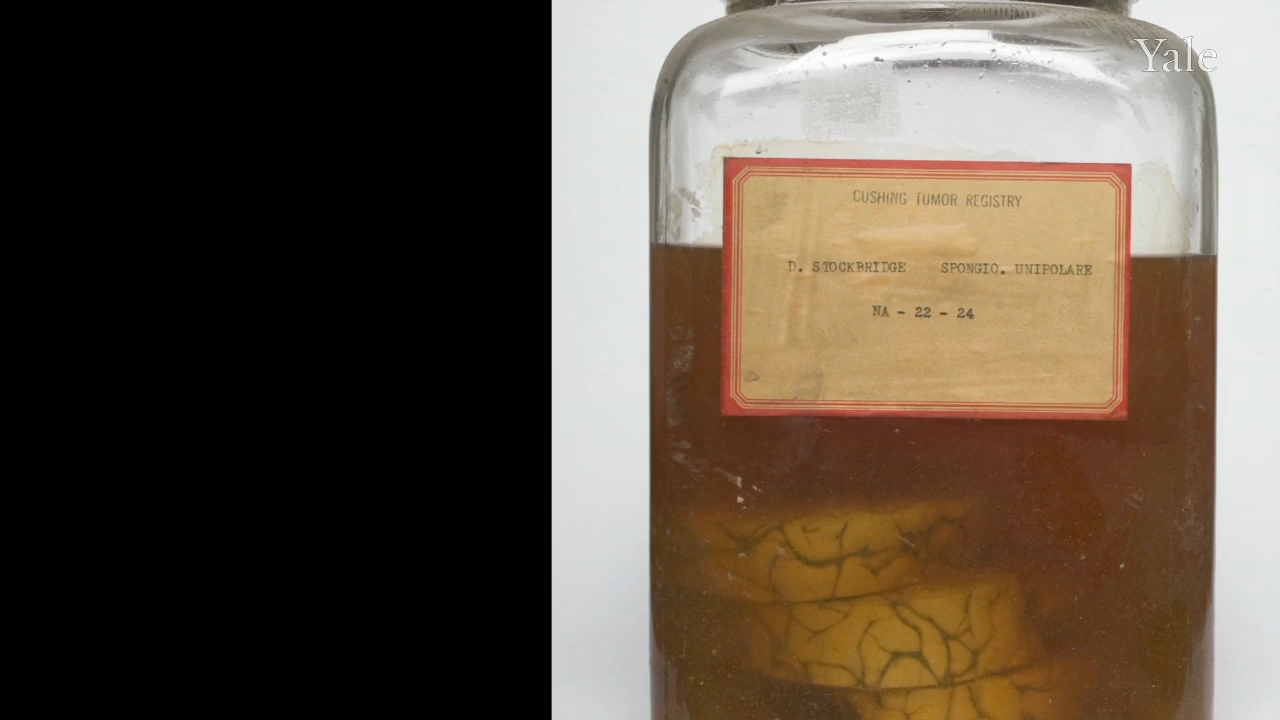 Yale
CUSHING TUMOR REGISTRY
D. STOCKBRIDGE SPONGIO. UNIPOLARE
NA - 22 - 24